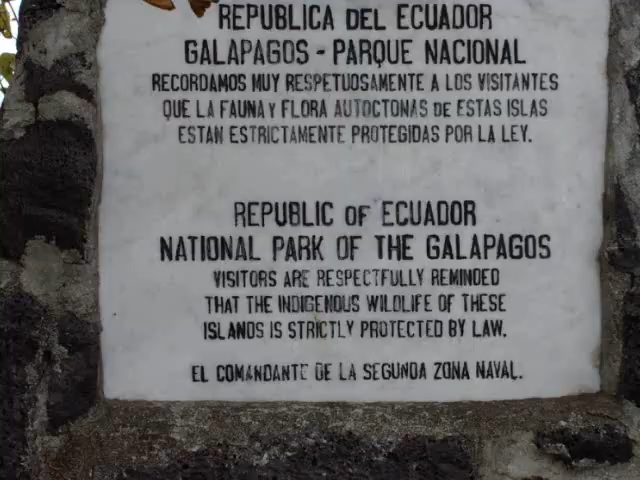 REPUBLICA DEL ECUADOR
GALAPAGOS - PARQUE NACIONAL
RECORDAMOS MUY RESPETUOSAMENTE A LOS VISITANTES
QUE LA FAUNA Y FLORA AUTOCTONAS DE ESTAS ISLAS
ESTAN ESTRICTAMENTE PROTEGIDAS POR LA LEY.
REPUBLIC OF ECUADOR
NATIONAL PARK OF THE GALAPAGOS
VISITORS ARE RESPECTFULLY REMINDED
THAT THE INDIGENOUS WILDLIFE OF THESE
ISLANDS IS STRICTLY PROTECTED BY LAW.
EL COMANDANTE DE LA SEGUNDA ZONA NAVAL.